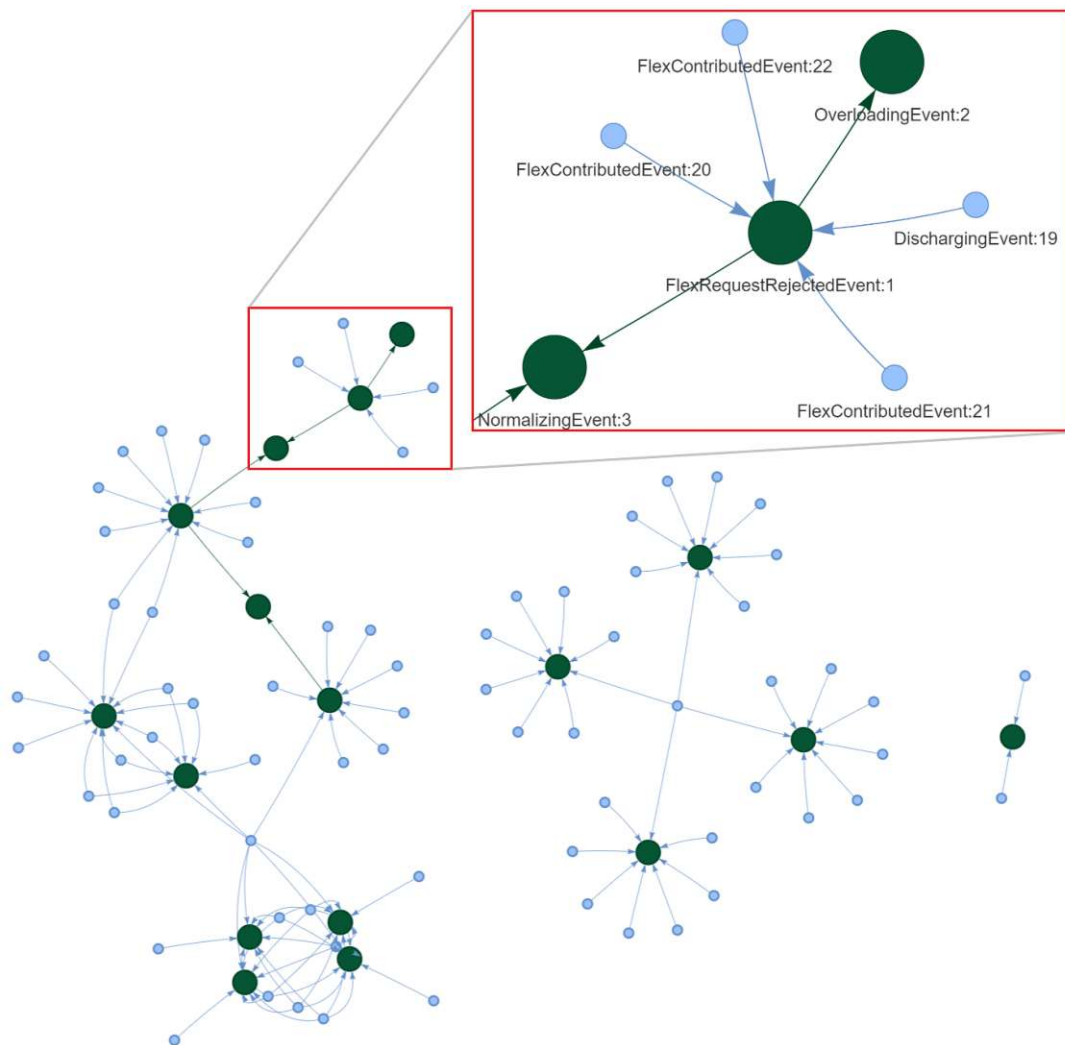 FlexContributedEvent:22
OverloadingEvent:2
FlexContributedEvent:20
DischargingEvent:19
FlexRequestRejectedEvent:1
NormalizingEvent:3
FlexContributedEvent:21